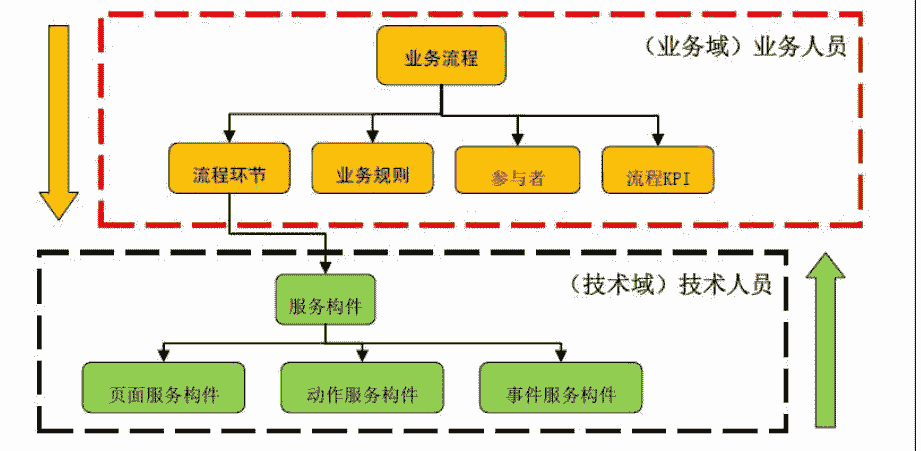 （业务域）业务人员
业务流程
流程环节
业务规则
参与者
流程KPI
（技术域）技术人员
服务构件
页面服务构件
动作服务构件
事件服务构件